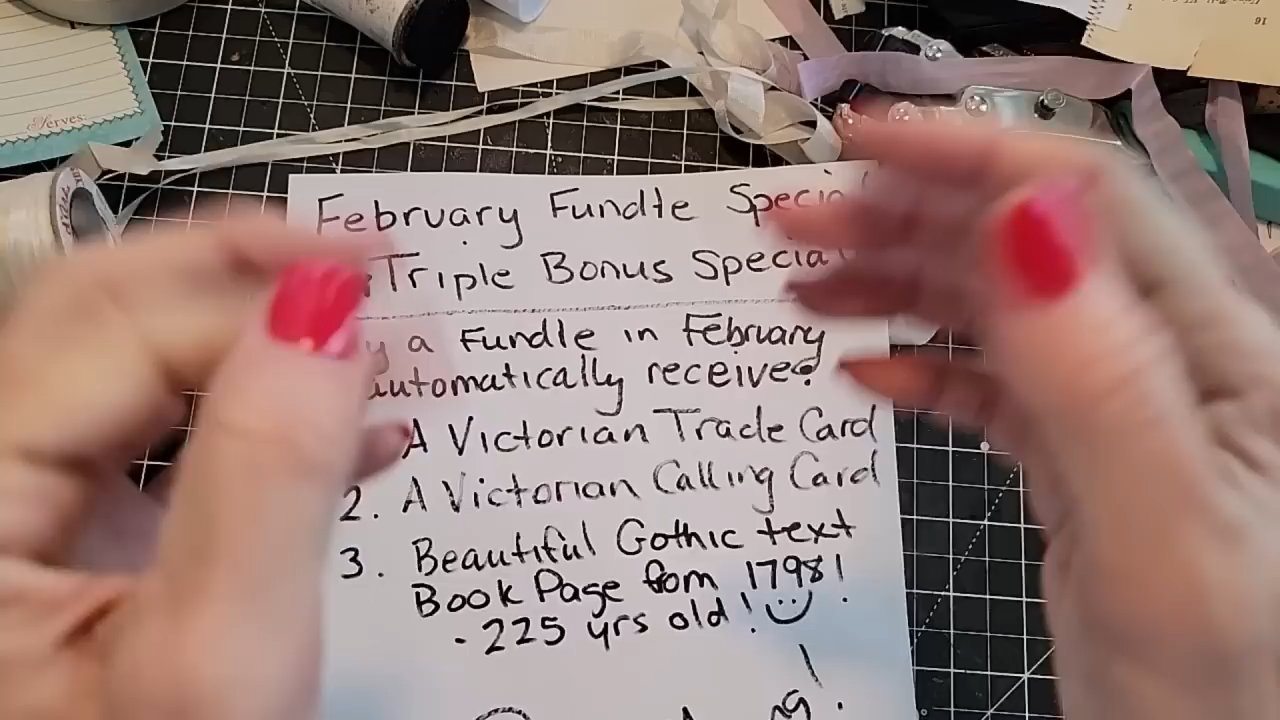 Serves:
February Fundle
Triple Bonus Special
a Fundle in February
automatically receive:
A Victorian Trade Card
2. A Victorian Calling Card
3. Beautiful Gothic text
Book Page from 1798!
- 225 yrs old! !